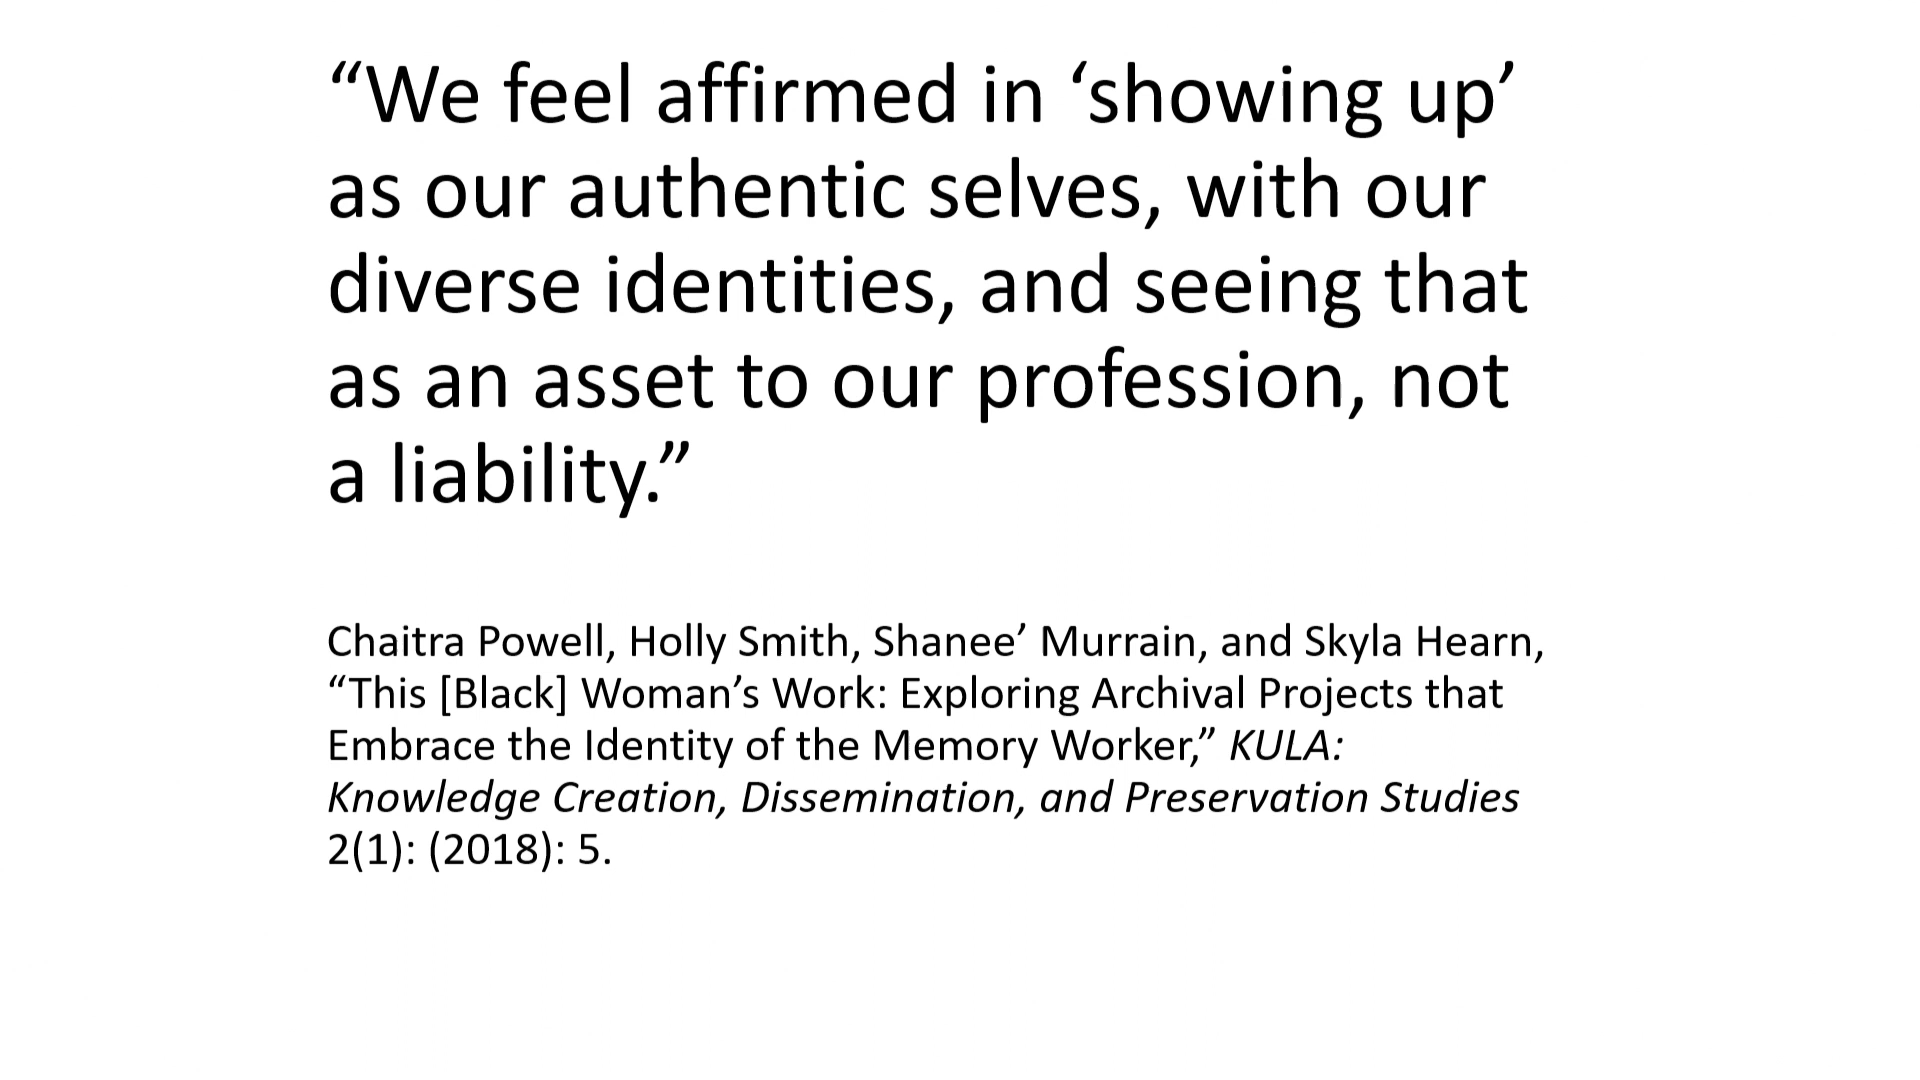 “We feel affirmed in ‘showing up’
as our authentic selves, with our
diverse identities, and seeing that
as an asset to our profession, not
a liability.”
Chaitra Powell, Holly Smith, Shanee’ Murrain, and Skyla Hearn,
“This [Black] Woman’s Work: Exploring Archival Projects that
Embrace the Identity of the Memory Worker,” KULA:
Knowledge Creation, Dissemination, and Preservation Studies
2(1): (2018): 5.